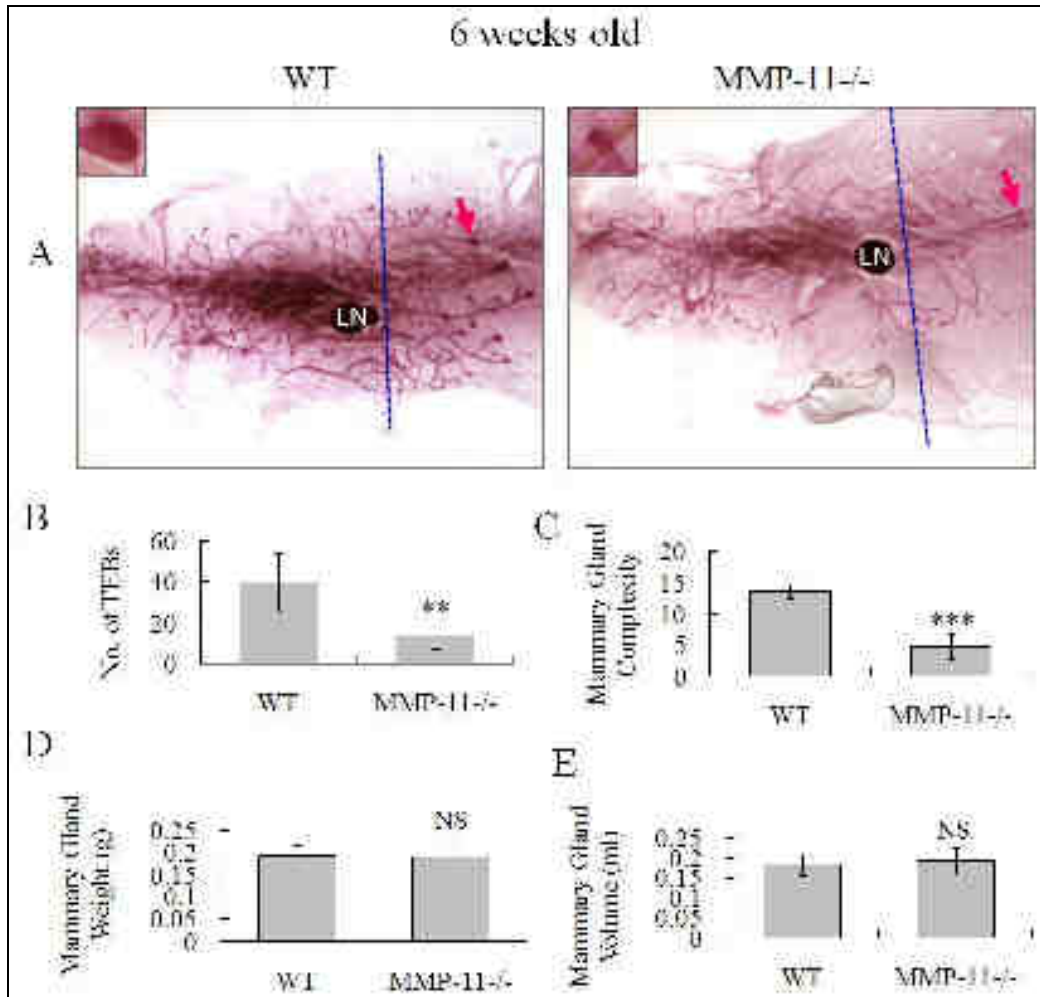 6 weeks old
WT
MMP-11-/-
A
LN
LN
B
No. of TEBs
60
40
20
0
**
WT
MMP-11-/-
C
Mammary Gland
Complexity
20
15
10
5
0
***
WT
MMP-11-/-
D
Mammary Gland
Weight (g)
0.25
0.2
0.15
0.1
0.05
0
NS
WT
MMP-11-/-
E
Mammary Gland
Volume (ml)
0.25
0.2
0.15
0.1
0.05
0
NS
WT
MMP-11-/-